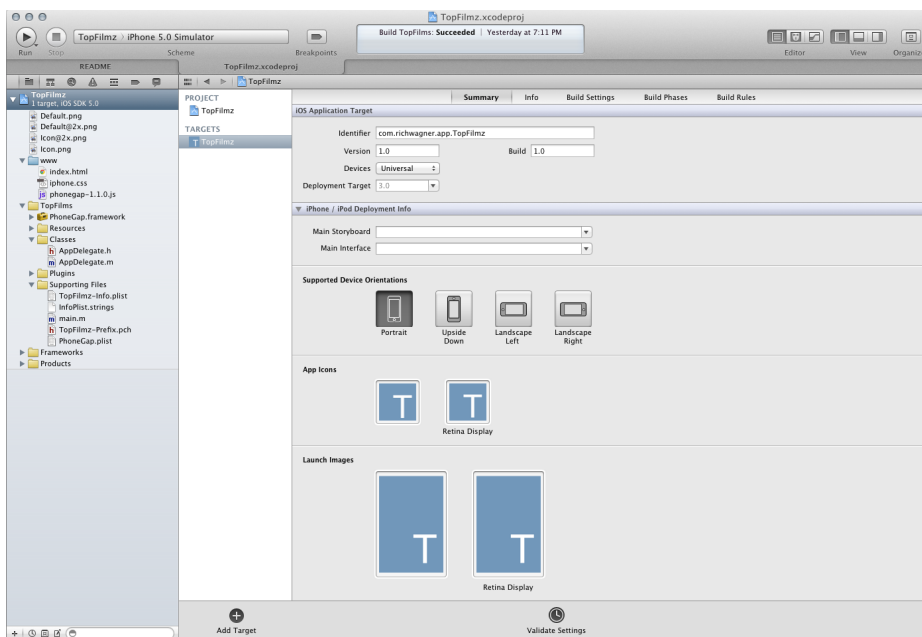 TopFilmz.xcodeproj
TopFilmz › iPhone 5.0 Simulator
Build TopFilms: Succeeded | Yesterday at 7:11 PM
Run Stop Scheme Breakpoints Editor View Organiz
README TopFilmz.xcodeproj
TopFilmz
TopFilmz
1 target, iOS SDK 5.0
Default.png
Default@2x.png
Icon@2x.png
Icon.png
www
index.html
iphone.css
phonegap-1.1.0.js
TopFilms
PhoneGap.framework
Resources
Classes
AppDelegate.h
AppDelegate.m
Plugins
Supporting Files
TopFilmz-Info.plist
InfoPlist.strings
main.m
TopFilmz-Prefix.pch
PhoneGap.plist
Frameworks
Products
PROJECT
TopFilmz
TARGETS
TopFilmz
Summary Info Build Settings Build Phases Build Rules
iOS Application Target
Identifier com.richwagner.app.TopFilmz
Version 1.0 Build 1.0
Devices Universal
Deployment Target 3.0
iPhone / iPod Deployment Info
Main Storyboard
Main Interface
Supported Device Orientations
Portrait
Upside Down
Landscape Left
Landscape Right
App Icons
T T
Retina Display
Launch Images
T T
Retina Display
Add Target Validate Settings